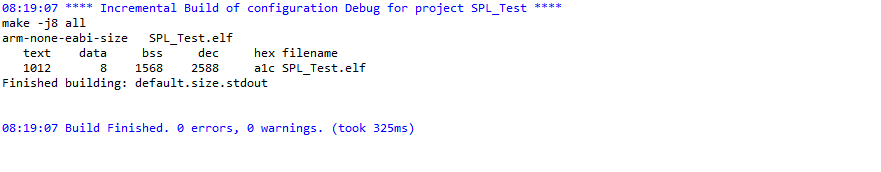 08:19:07 **** Incremental Build of configuration Debug for project SPL_Test ****
make -j8 all
arm-none-eabi-size   SPL_Test.elf
   text    data     bss     dec     hex filename
   1012       8    1568    2588     a1c SPL_Test.elf
Finished building: default.size.stdout
08:19:07 Build Finished. 0 errors, 0 warnings. (took 325ms)